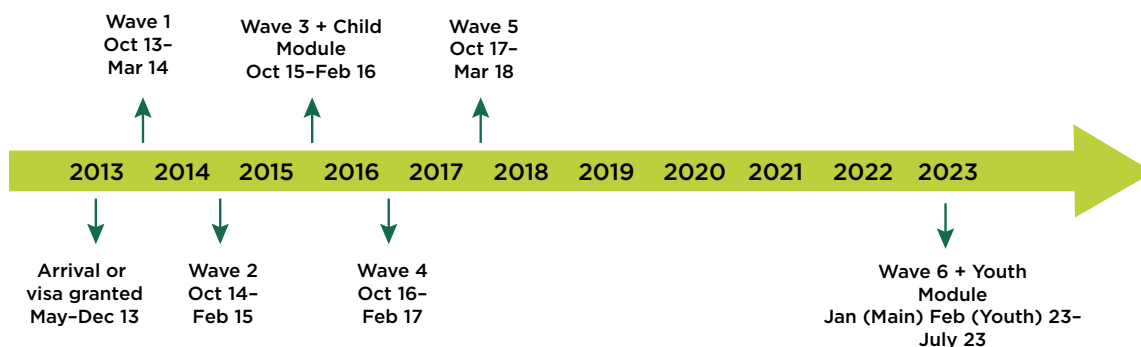 Wave 1
Oct 13–
Mar 14
Wave 3 + Child
Module
Oct 15–Feb 16
Wave 5
Oct 17–
Mar 18
2013 2014 2015 2016 2017 2018 2019 2020 2021 2022 2023
Arrival or
visa granted
May–Dec 13
Wave 2
Oct 14–
Feb 15
Wave 4
Oct 16–
Feb 17
Wave 6 + Youth
Module
Jan (Main) Feb (Youth) 23–
July 23